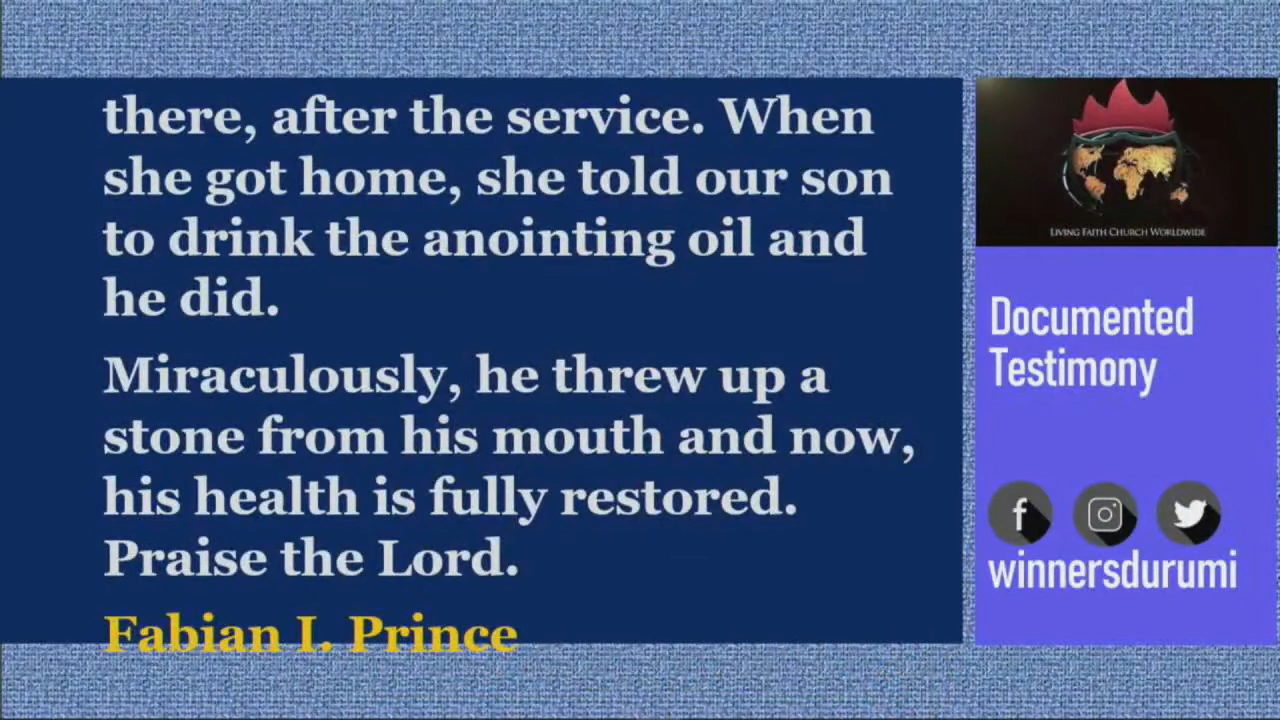 there, after the service. When
she got home, she told our son
to drink the anointing oil and
he did.
Miraculously, he threw up a
stone from his mouth and now,
his health is fully restored.
Praise the Lord.
Fabian I. Prince
LIVING FAITH CHURCH WORLDWIDE
Documented
Testimony
winnersdurumi